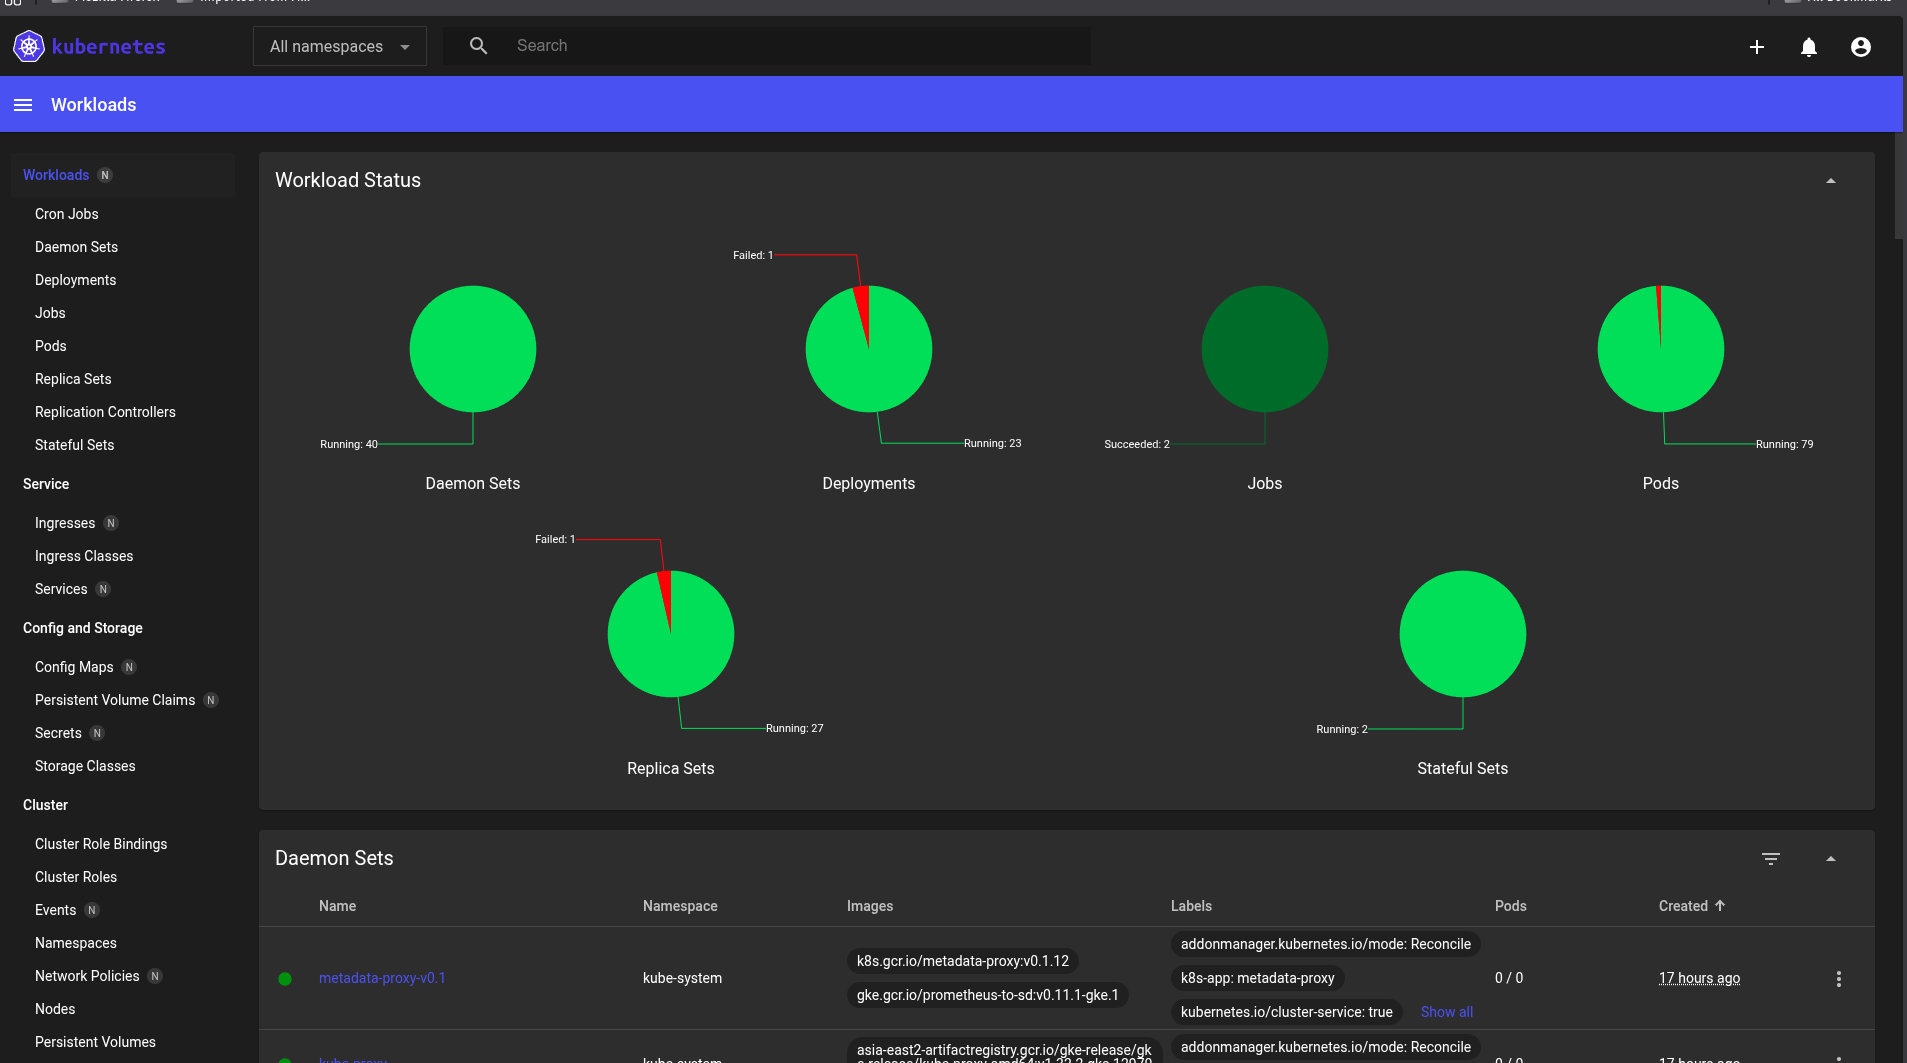 kubernetes
All namespaces
Search
Workloads
Workloads N
Cron Jobs
Daemon Sets
Deployments
Jobs
Pods
Replica Sets
Replication Controllers
Stateful Sets
Service
Ingresses N
Ingress Classes
Services N
Config and Storage
Config Maps N
Persistent Volume Claims N
Secrets N
Storage Classes
Cluster
Cluster Role Bindings
Cluster Roles
Events N
Namespaces
Network Policies N
Nodes
Persistent Volumes
Workload Status
Running: 40
Daemon Sets
Failed: 1
Running: 23
Deployments
Succeeded: 2
Jobs
Running: 79
Pods
Failed: 1
Running: 27
Replica Sets
Running: 2
Stateful Sets
Daemon Sets
Name Namespace Images Labels Pods Created
metadata-proxy-v0.1 kube-system k8s.gcr.io/metadata-proxy:v0.1.12 gke.gcr.io/prometheus-to-sd:v0.11.1-gke.1 addonmanager.kubernetes.io/mode: Reconcile k8s-app: metadata-proxy kubernetes.io/cluster-service: true Show all 0 / 0 17 hours ago
asia-east2-artifactregistry.gcr.io/gke-release/gk addonmanager.kubernetes.io/mode: Reconcile